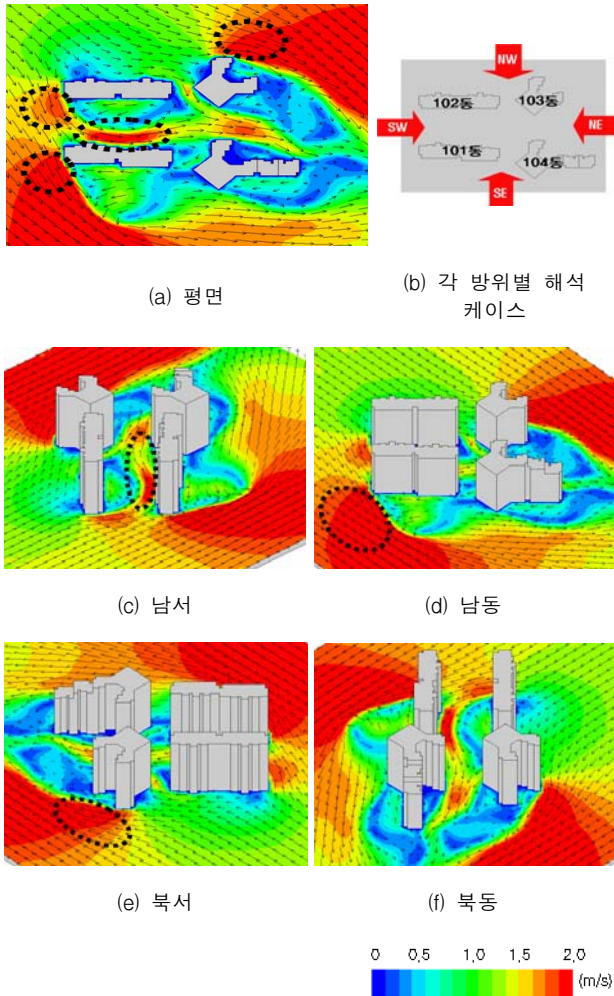 NW
102동 103동
SW NE
101동 104동
SE
(a) 평면
(b) 각 방위별 해석
케이스
(c) 남서
(d) 남동
(e) 북서
(f) 북동
0 0,5 1,0 1,5 2,0
(m/s)